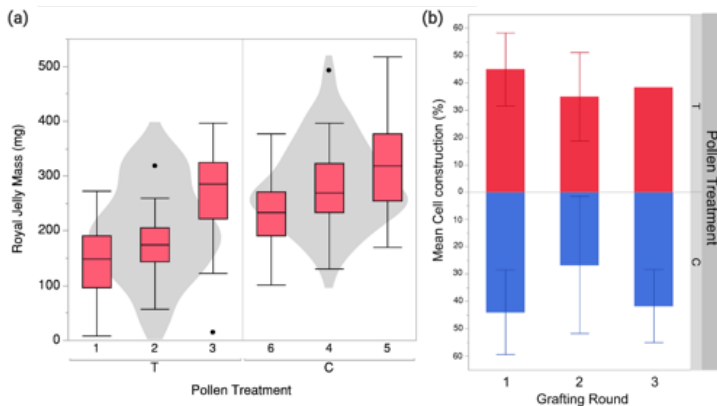 (a)
Royal Jelly Mass (mg)
500
400
300
200
100
0
1 2 3 6 4 5
T C
Pollen Treatment
(b)
Mean Cell construction (%)
60
50
40
30
20
10
0
10
20
30
40
50
60
T
C
Pollen Treatment
1 2 3
Grafting Round